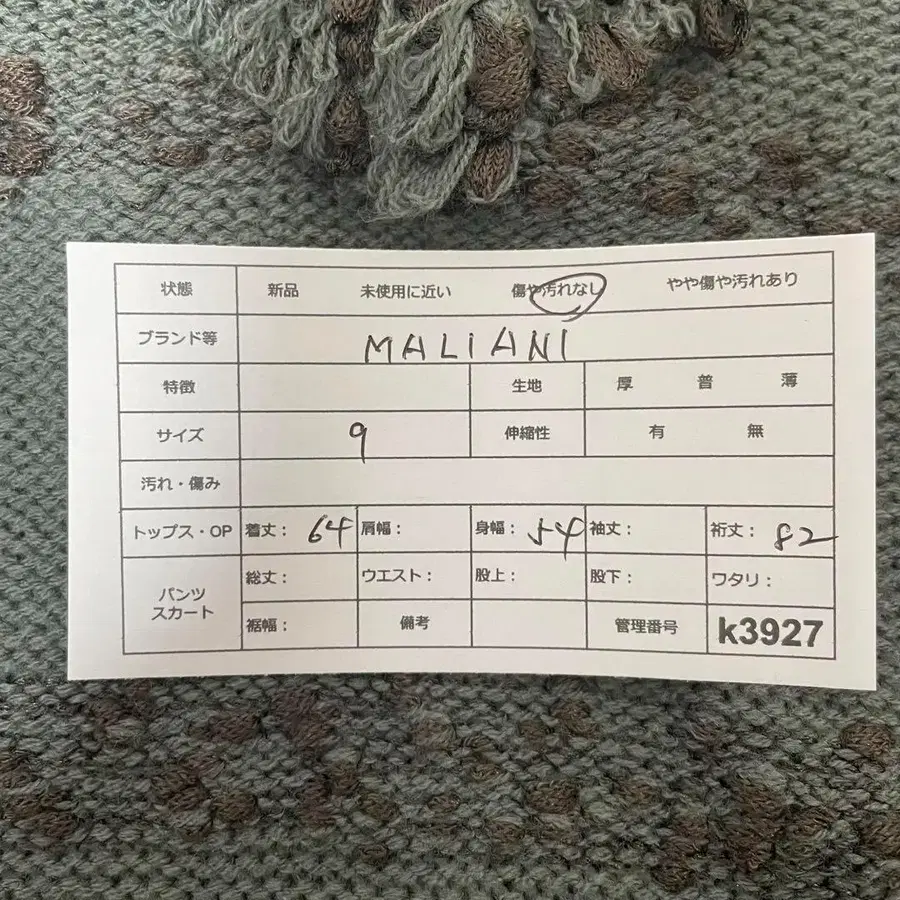 状態 新品 未使用に近い 傷や汚れなし やや傷や汚れあり
ブランド等 MALIANI
特徴 生地 厚 普 薄
サイズ 9 伸縮性 有 無
汚れ・傷み
トップス・OP 着丈： 64 肩幅： 身幅： 54 袖丈： 裄丈： 82
パンツ スカート 総丈： ウエスト： 股上： 股下： ワタリ：
裾幅： 備考 管理番号 k3927